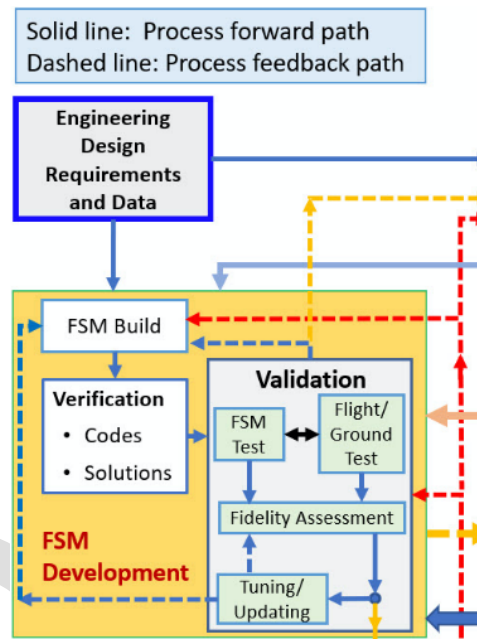 Solid line: Process forward path
Dashed line: Process feedback path
Engineering
Design
Requirements
and Data
FSM Build
Verification
• Codes
• Solutions
Validation
FSM
Test
Flight/
Ground
Test
Fidelity Assessment
Tuning/
Updating
FSM
Development